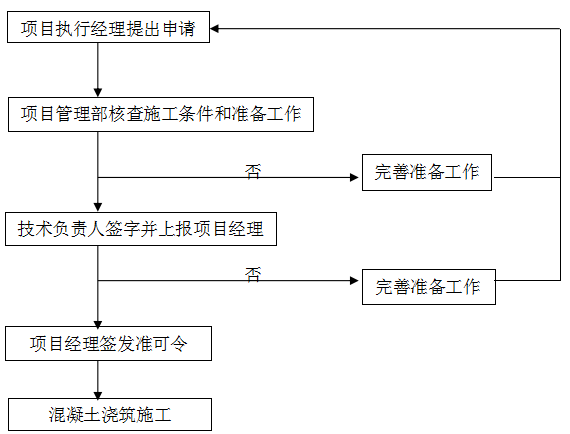 项目执行经理提出申请
项目管理部核查施工条件和准备工作
否
完善准备工作
技术负责人签字并上报项目经理
否
完善准备工作
项目经理签发准可令
混凝土浇筑施工